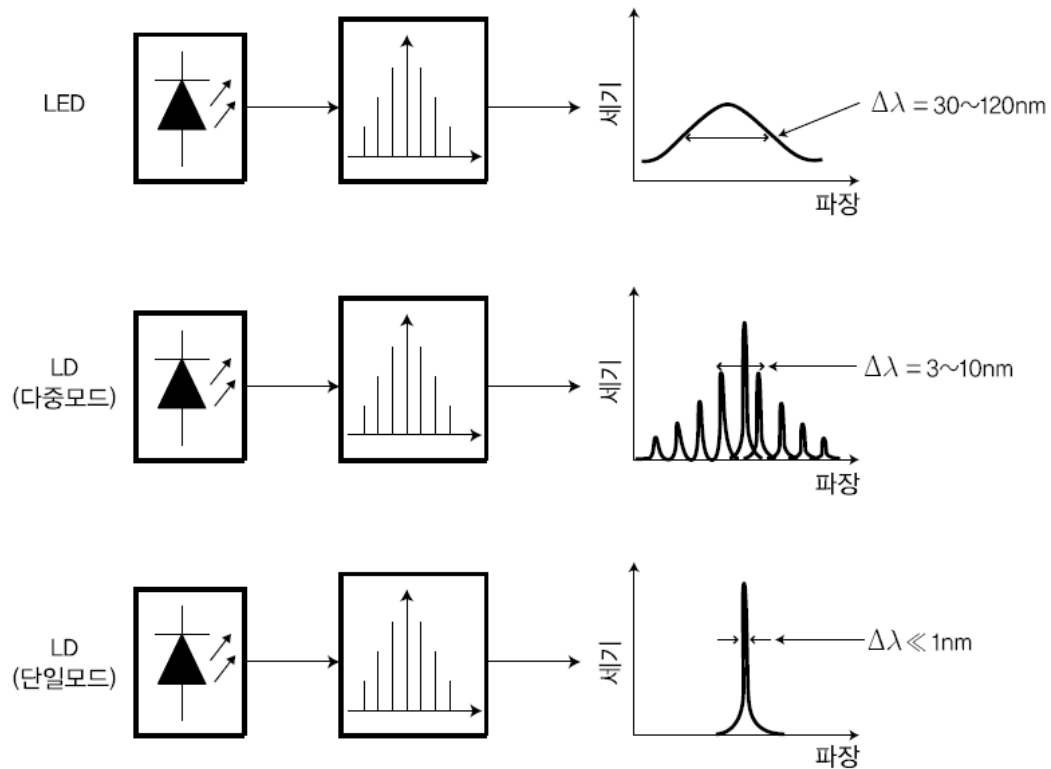 LED
세기
Δλ = 30~120nm
파장
LD
(다중모드)
세기
Δλ = 3~10nm
파장
LD
(단일모드)
세기
Δλ ≪ 1nm
파장